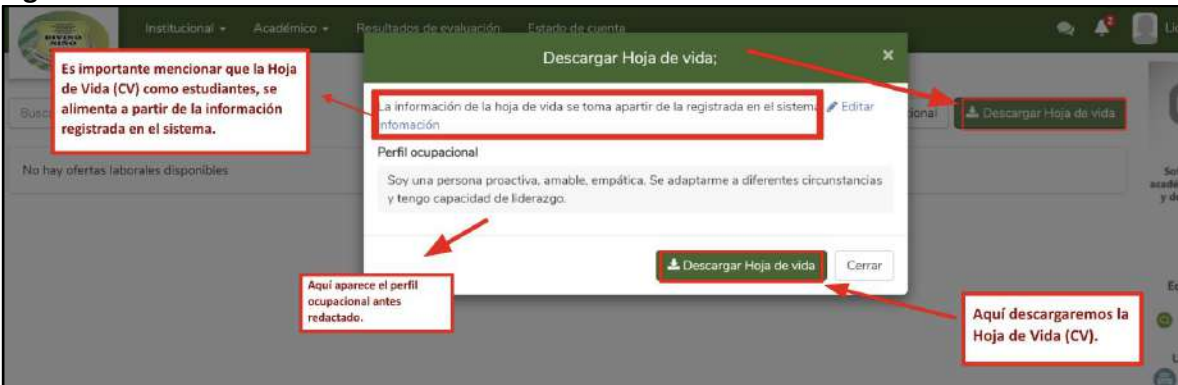 DIVINO
NIÑO
Institucional
Académico
Resultados de evaluación
Estado de cuenta
2
Descargar Hoja de vida;
×
Es importante mencionar que la Hoja
de Vida (CV) como estudiantes, se
alimenta a partir de la información
registrada en el sistema.
La información de la hoja de vida se toma apartir de la registrada en el sistema Editar
infomación
Descargar Hoja de vida
No hay ofertas laborales disponibles
Perfil ocupacional
Soy una persona proactiva, amable, empática. Se adaptarme a diferentes circunstancias
y tengo capacidad de liderazgo.
Descargar Hoja de vida
Cerrar
Aquí aparece el perfil
ocupacional antes
redactado.
Aquí descargaremos la
Hoja de Vida (CV).